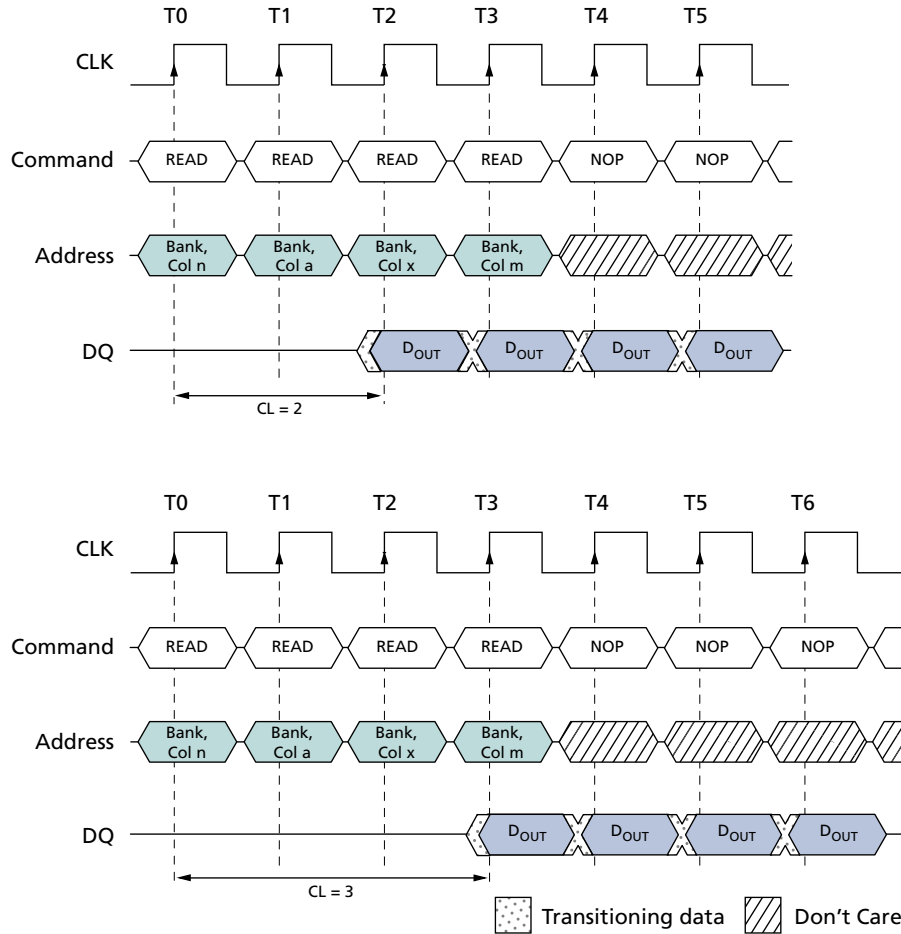 T0 T1 T2 T3 T4 T5
CLK
Command READ READ READ READ NOP NOP
Address Bank, Col n Bank, Col a Bank, Col x Bank, Col m
DQ DOUT DOUT DOUT DOUT
CL = 2
T0 T1 T2 T3 T4 T5 T6
CLK
Command READ READ READ READ NOP NOP NOP
Address Bank, Col n Bank, Col a Bank, Col x Bank, Col m
DQ DOUT DOUT DOUT DOUT
CL = 3
Transitioning data Don't Care